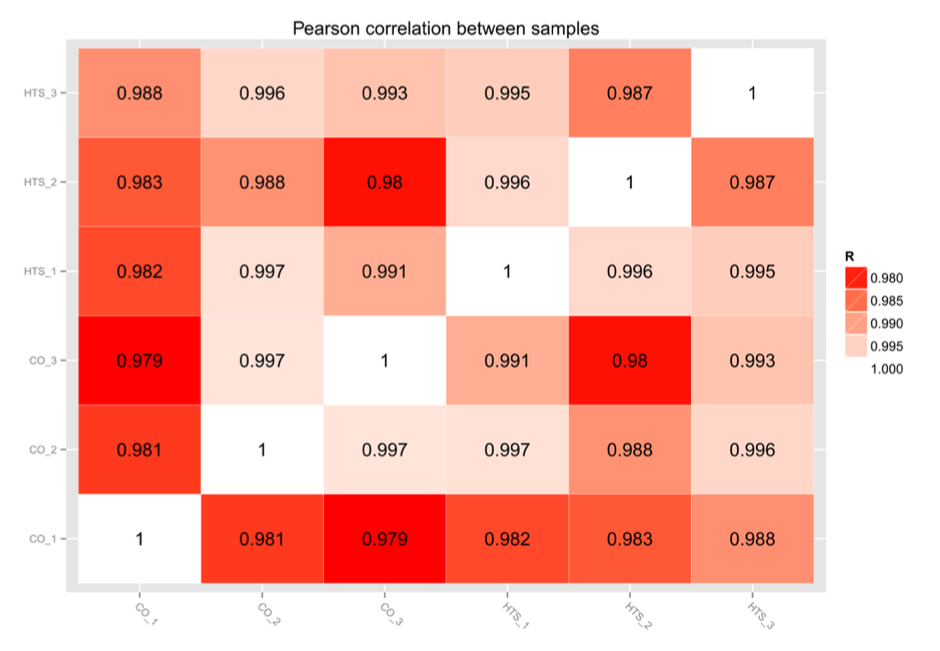 Pearson correlation between samples
HTS_3 0.988 0.996 0.993 0.995 0.987 1
HTS_2 0.983 0.988 0.98 0.996 1 0.987
HTS_1 0.982 0.997 0.991 1 0.996 0.995
CO_3 0.979 0.997 1 0.991 0.98 0.993
CO_2 0.981 1 0.997 0.997 0.988 0.996
CO_1 1 0.981 0.979 0.982 0.983 0.988
CO_1 CO_2 CO_3 HTS_1 HTS_2 HTS_3
R
0.980
0.985
0.990
0.995
1.000